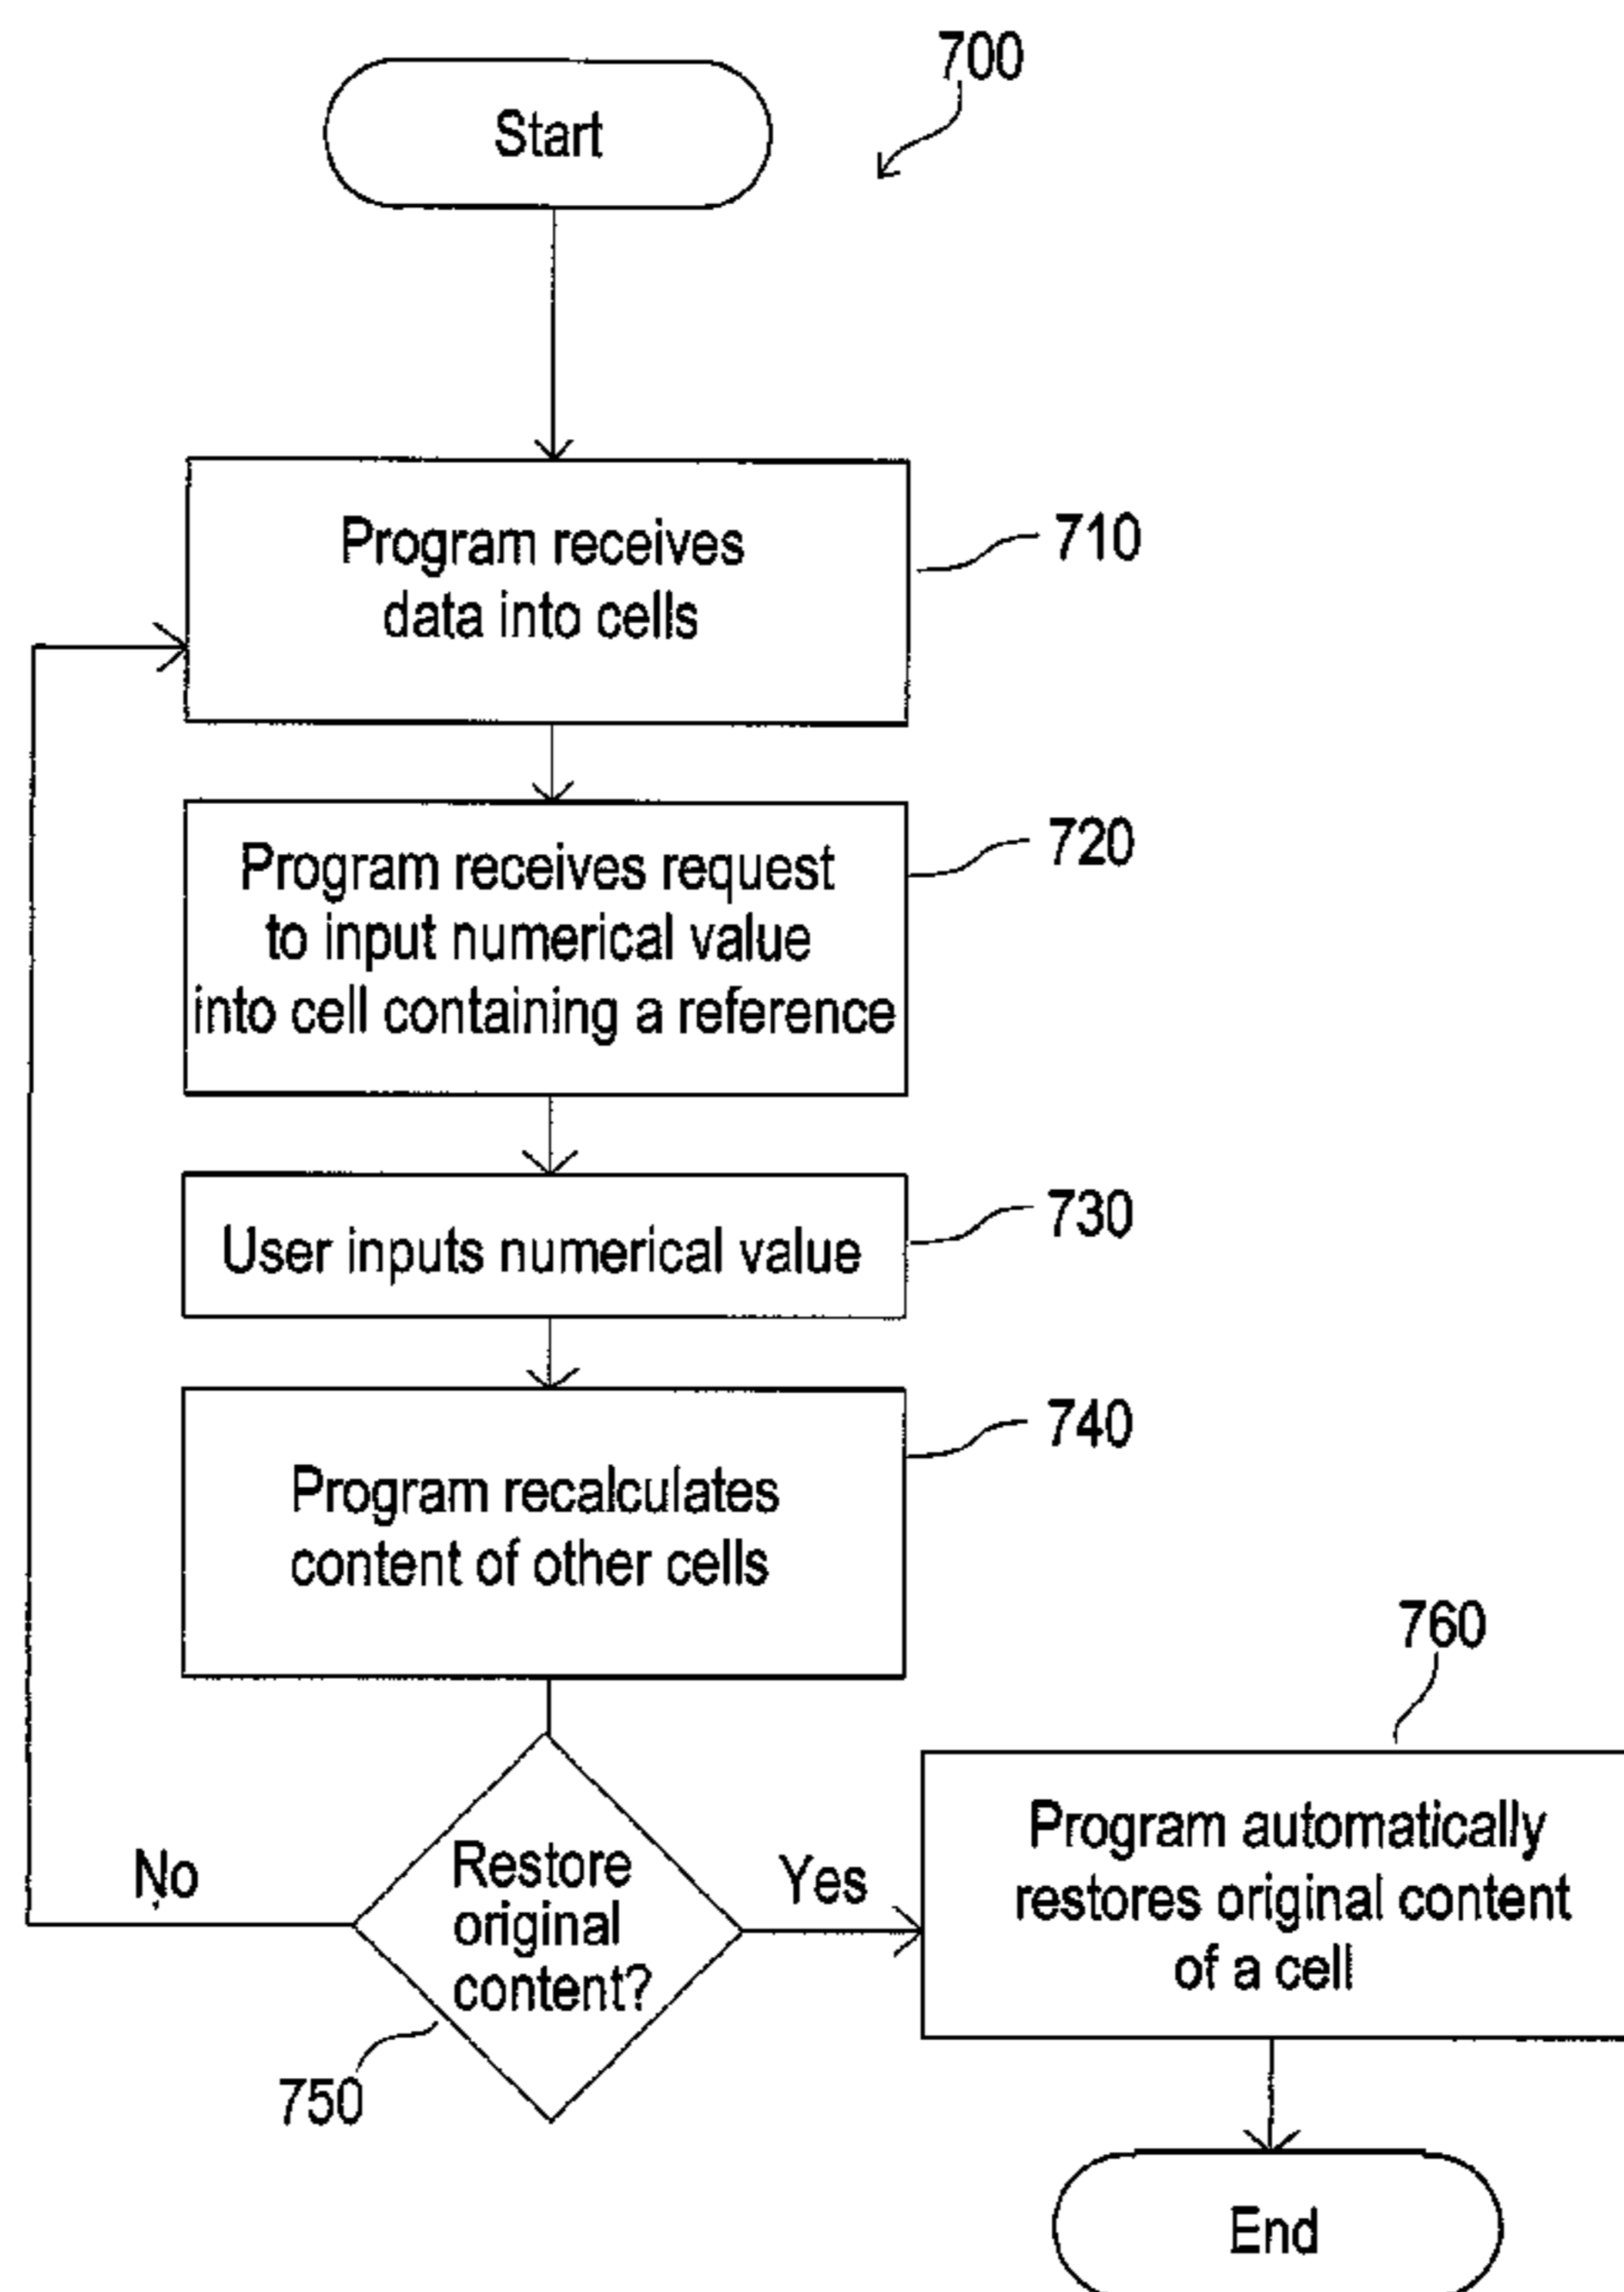 700
Start
Program receives
data into cells
710
Program receives request
to input numerical value
into cell containing a reference
720
User inputs numerical value
730
Program recalculates
content of other cells
740
Restore
original
content?
750
No
Yes
760
Program automatically
restores original content
of a cell
End